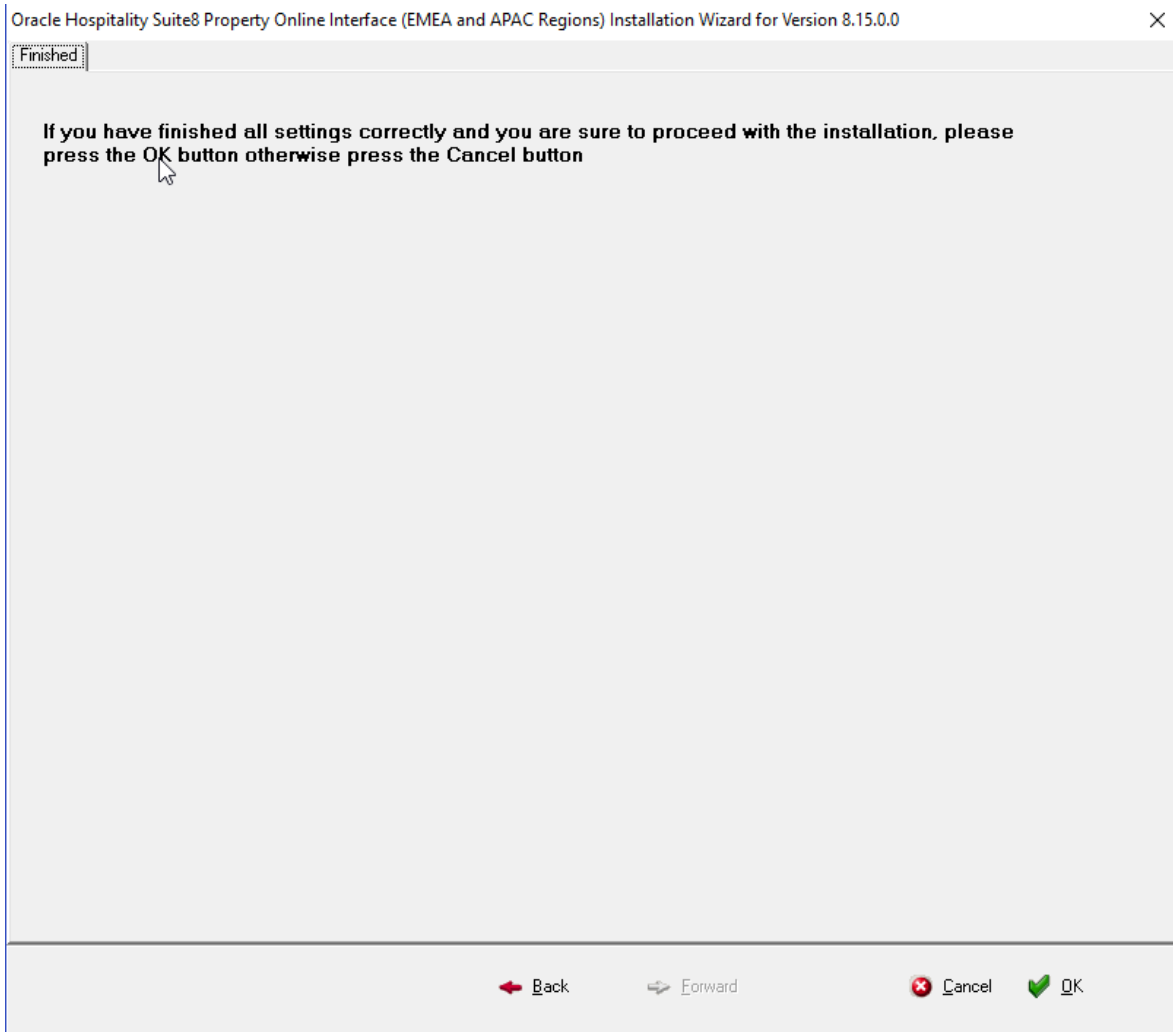 Oracle Hospitality Suite8 Property Online Interface (EMEA and APAC Regions) Installation Wizard for Version 8.15.0.0
Finished
If you have finished all settings correctly and you are sure to proceed with the installation, please
press the OK button otherwise press the Cancel button
Back Forward Cancel OK